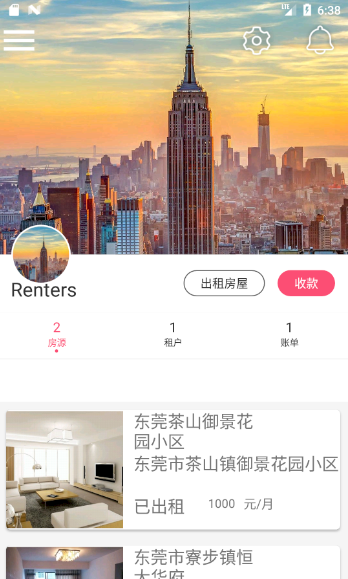 LTE 6:38
Renters
出租房屋
收款
2
1
1
房源
租户
账单
东莞茶山御景花
园小区
东莞市茶山镇御景花园小区
已出租
1000 元/月
东莞市寮步镇恒
大华府